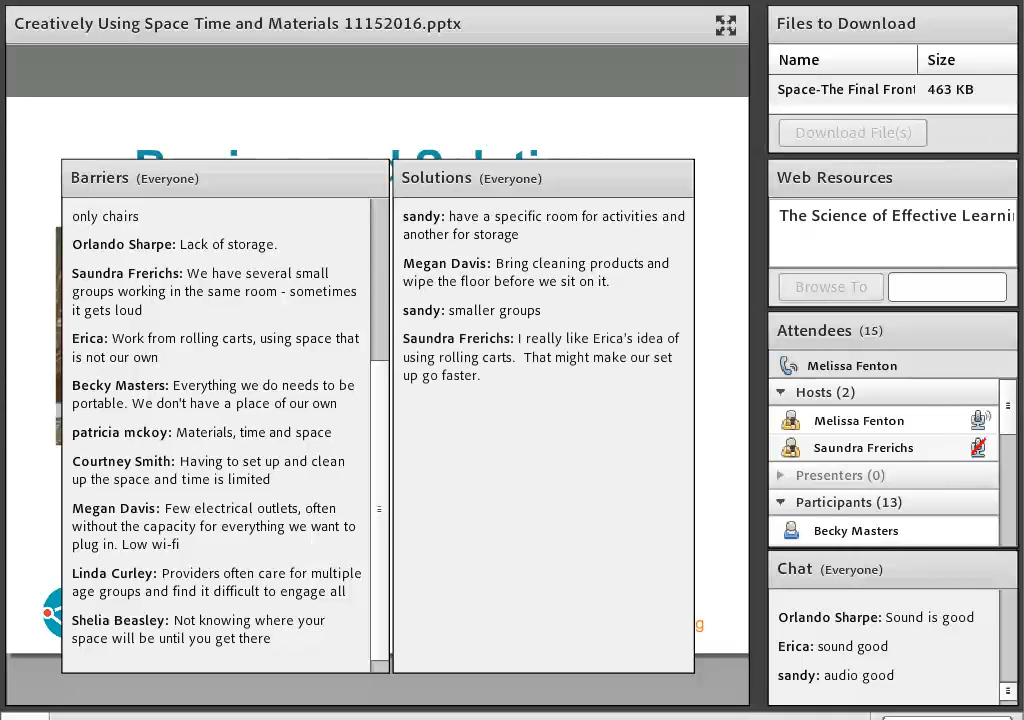 Creatively Using Space Time and Materials 11152016.pptx
Barriers (Everyone)
only chairs
Orlando Sharpe: Lack of storage.
Saundra Frerichs: We have several small
groups working in the same room - sometimes
it gets loud
Erica: Work from rolling carts, using space that
is not our own
Becky Masters: Everything we do needs to be
portable. We don't have a place of our own
patricia mckoy: Materials, time and space
Courtney Smith: Having to set up and clean
up the space and time is limited
Megan Davis: Few electrical outlets, often
without the capacity for everything we want to
plug in. Low wi-fi
Linda Curley: Providers often care for multiple
age groups and find it difficult to engage all
Shelia Beasley: Not knowing where your
space will be until you get there
Solutions (Everyone)
sandy: have a specific room for activities and
another for storage
Megan Davis: Bring cleaning products and
wipe the floor before we sit on it.
sandy: smaller groups
Saundra Frerichs: I really like Erica's idea of
using rolling carts. That might make our set
up go faster.
g
Files to Download
Name Size
Space-The Final Front 463 KB
Download File(s)
Web Resources
The Science of Effective Learni
Browse To
Attendees (15)
Melissa Fenton
Hosts (2)
Melissa Fenton
Saundra Frerichs
Presenters (0)
Participants (13)
Becky Masters
Chat (Everyone)
Orlando Sharpe: Sound is good
Erica: sound good
sandy: audio good